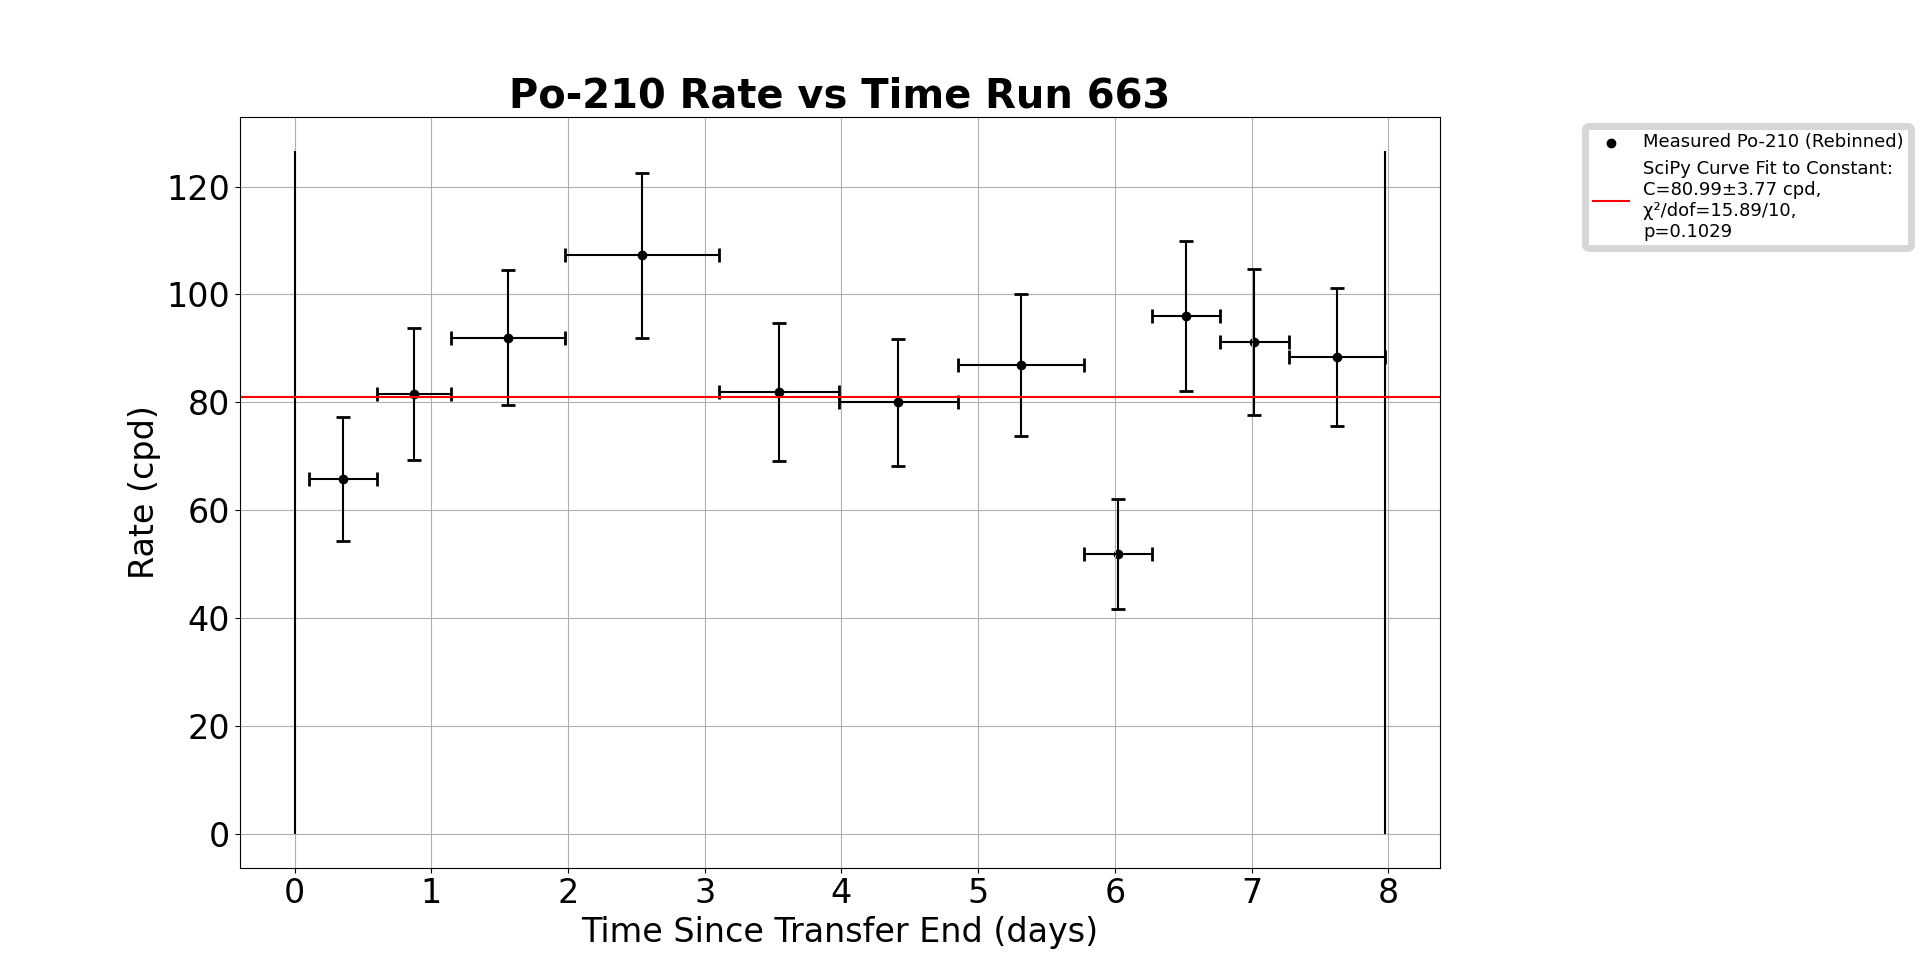 Po-210 Rate vs Time Run 663
Measured Po-210 (Rebinned)
SciPy Curve Fit to Constant:
C=80.99±3.77 cpd,
χ²/dof=15.89/10,
p=0.1029
Rate (cpd)
120
100
80
60
40
20
0
0 1 2 3 4 5 6 7 8
Time Since Transfer End (days)